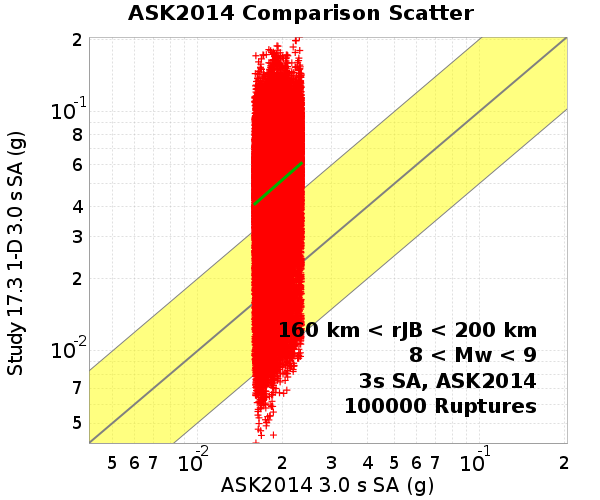 ASK2014 Comparison Scatter
Study 17.3 1-D 3.0 s SA (g)
2
10-1
8
6
4
3
2
10-2
7
5
160 km < rJB < 200 km
8 < Mw < 9
3s SA, ASK2014
100000 Ruptures
5 6 7 10-2 2 3 4 5 6 7 10-1 2
ASK2014 3.0 s SA (g)